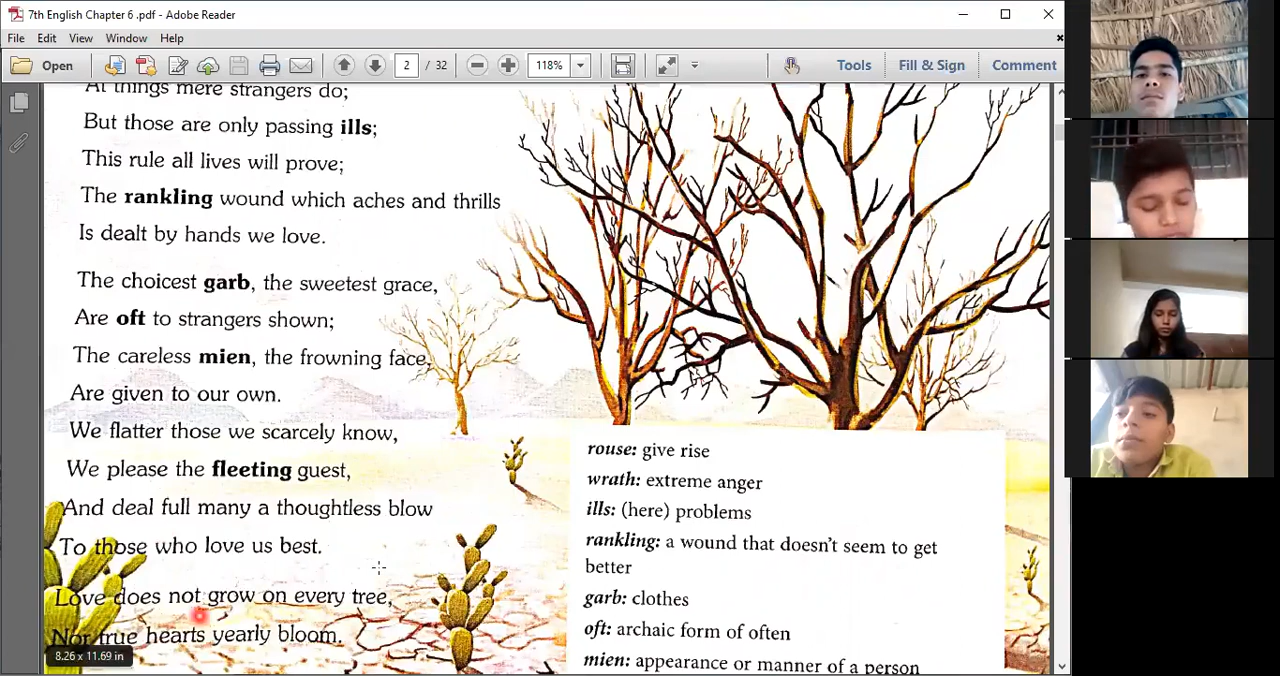 7th English Chapter 6 .pdf - Adobe Reader
File Edit View Window Help
Open 2 / 32 118% Tools Fill & Sign Comment
At things mere strangers do;
But those are only passing ills;
This rule all lives will prove;
The rankling wound which aches and thrills
Is dealt by hands we love.
The choicest garb, the sweetest grace,
Are oft to strangers shown;
The careless mien, the frowning face,
Are given to our own.
We flatter those we scarcely know,
We please the fleeting guest,
And deal full many a thoughtless blow
To those who love us best.
Love does not grow on every tree,
Nor true hearts yearly bloom.
8.26 x 11.69 in
rouse: give rise
wrath: extreme anger
ills: (here) problems
rankling: a wound that doesn't seem to get
better
garb: clothes
oft: archaic form of often
mien: appearance or manner of a person